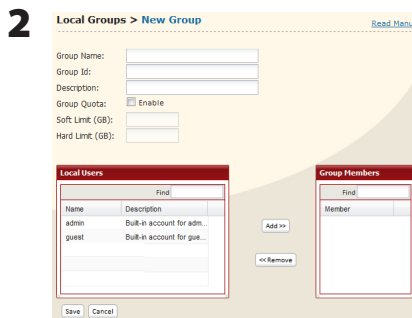 2
Local Groups > New Group
Read Manu
Group Name:
Group Id:
Description:
Group Quota: Enable
Soft Limit (GB):
Hard Limit (GB):
Local Users
Group Members
Find
Find
Name Description
Member
admin Built-in account for adm...
guest Built-in account for gue...
Add >>
<< Remove
Save Cancel